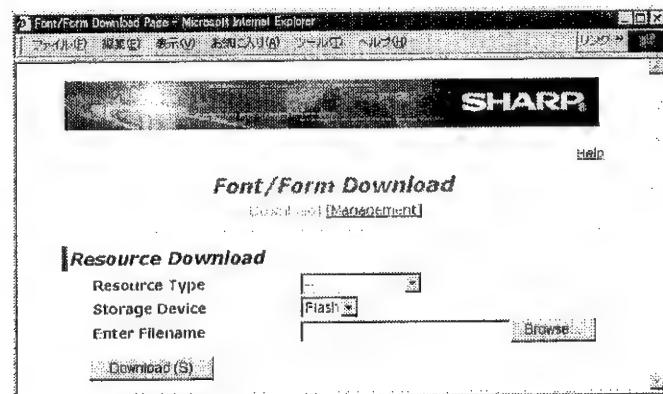 Font/Form Download Page - Microsoft Internet Explorer
ファイル(F) 編集(E) 表示(V) お気に入り(A) ツール(T) ヘルプ(H) リンク »
SHARP
Help
Font/Form Download
Download [Management]
Resource Download
Resource Type --
Storage Device Flash
Enter Filename Browse...
Download (S)